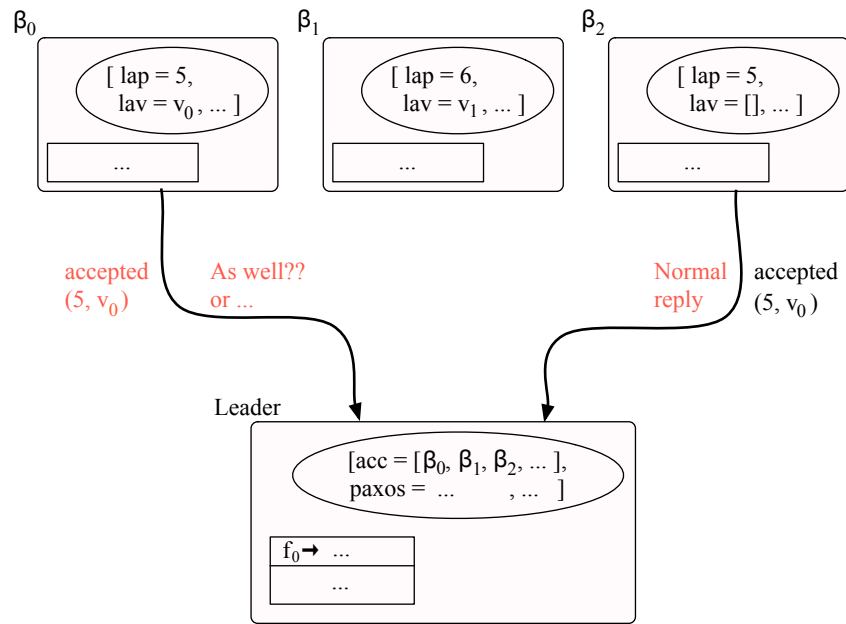 β0
β1
β2
[ lap = 5,
lav = v0 , ... ]
[ lap = 6,
lav = v1 , ... ]
[ lap = 5,
lav = [], ... ]
...
...
...
accepted
(5, v0 )
As well??
or ...
Normal
reply
accepted
(5, v0 )
Leader
[acc = [β0, β1, β2, ... ],
paxos = ... , ... ]
f0→ ...
...